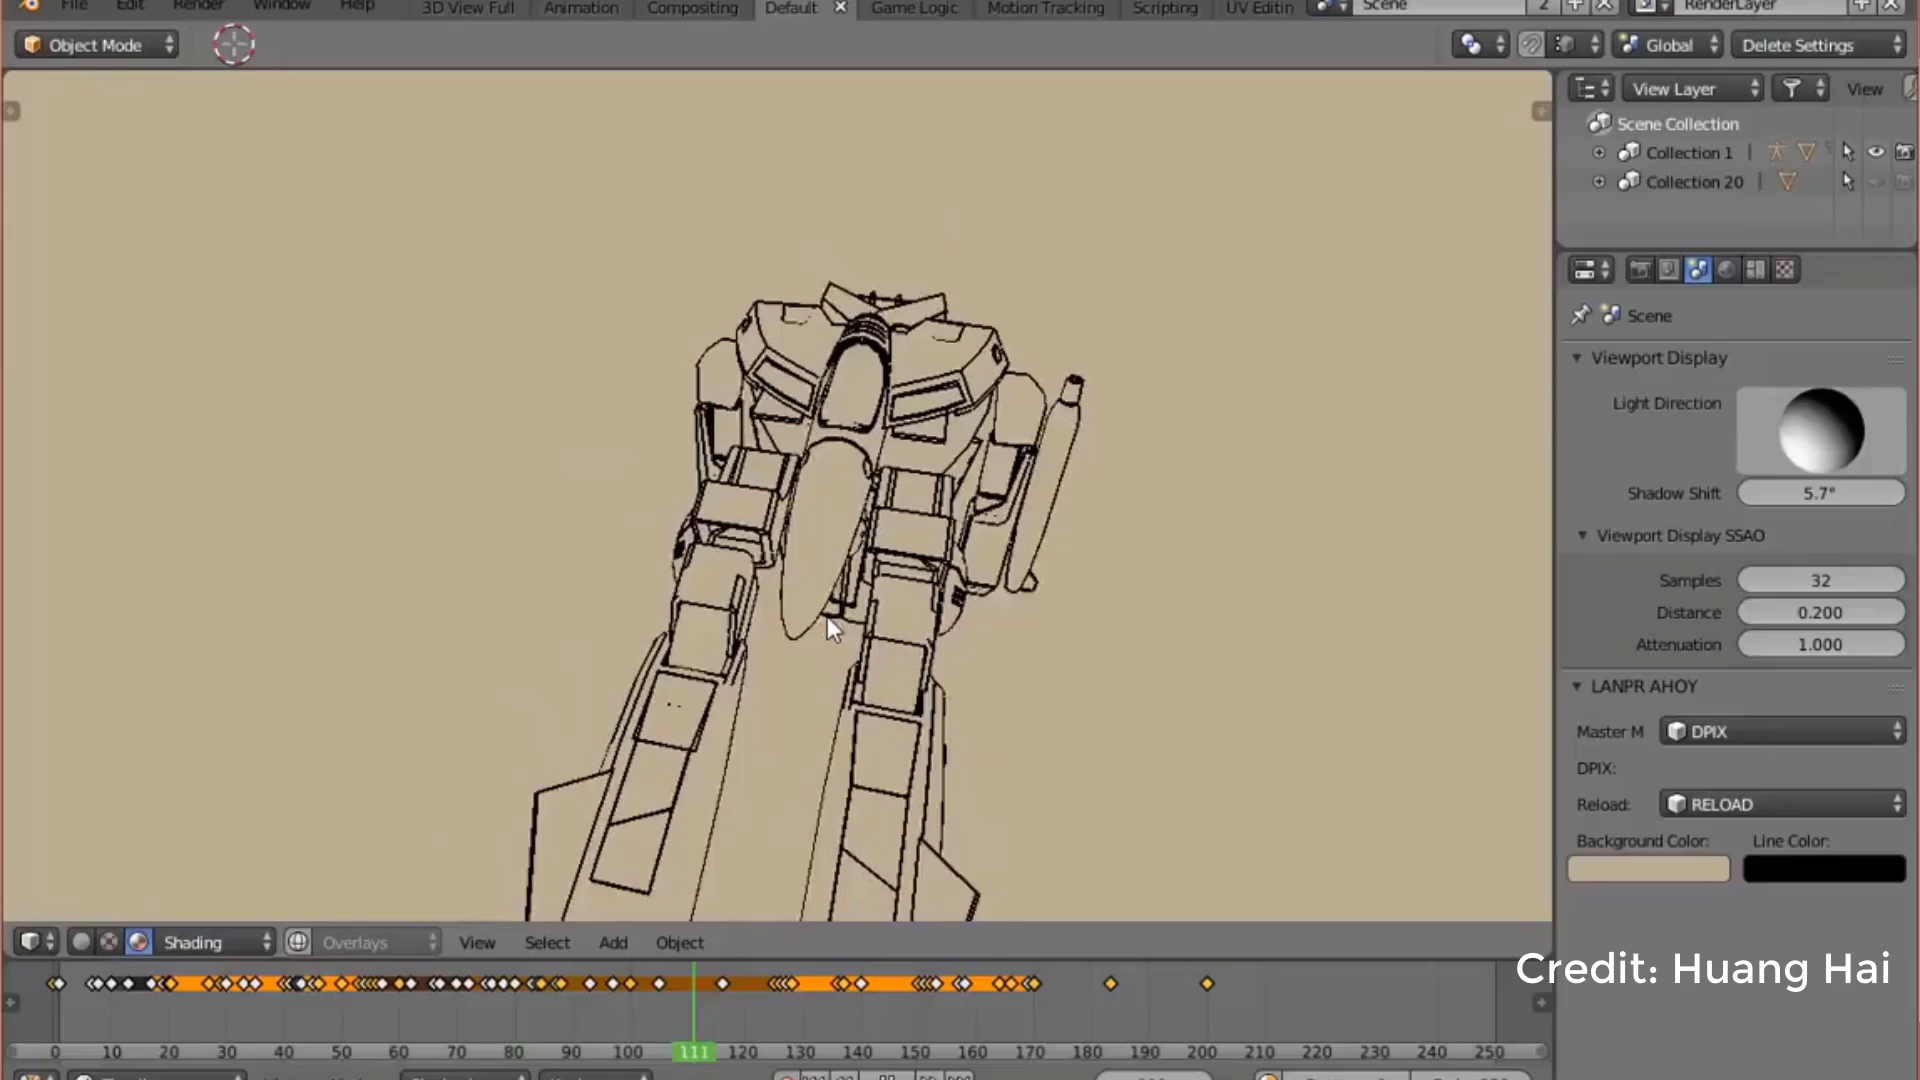 File Edit Render Window Help 3D View Full Animation Compositing Default Game Logic Motion Tracking Scripting UV Editin Scene 2 RenderLayer
Object Mode Global Delete Settings
View Layer View
Scene Collection
Collection 1
Collection 20
Scene
Viewport Display
Light Direction
Shadow Shift 5.7°
Viewport Display SSAO
Samples 32
Distance 0.200
Attenuation 1.000
LANPR AHOY
Master M DPIX
DPIX:
Reload: RELOAD
Background Color: Line Color:
Shading Overlays View Select Add Object
Credit: Huang Hai
0 10 20 30 40 50 60 70 80 90 100 111 120 130 140 150 160 170 180 190 200 210 220 230 240 250